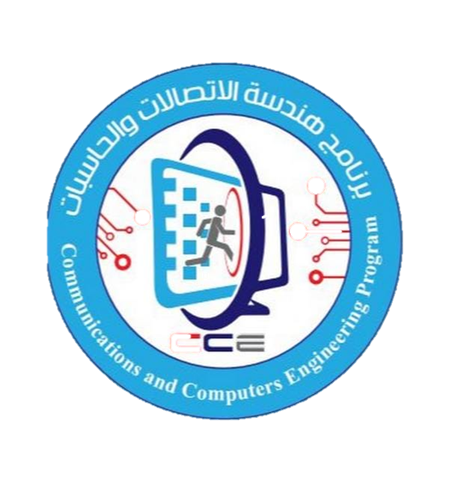 برنامج هندسة الاتصالات والحاسبات
CCE
Communications and Computers Engineering Program